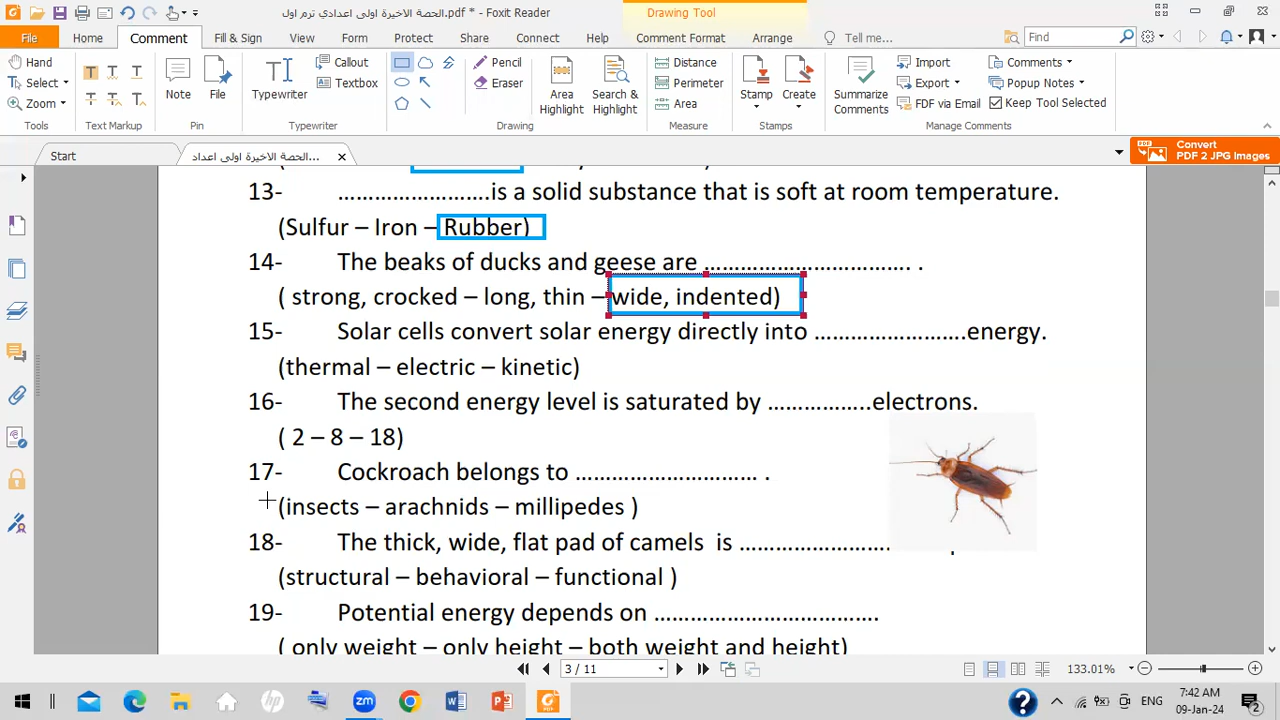 الحصة الاخيرة اولى اعدادي ترم اول.pdf * - Foxit Reader
Drawing Tool
File Home Comment Fill & Sign View Form Protect Share Connect Help Comment Format Arrange Tell me... Find
Hand
Select
Zoom
Tools
Text Markup
Note
File
Pin
Typewriter
Callout
Textbox
Typewriter
Pencil
Eraser
Drawing
Area Highlight
Search & Highlight
Distance
Perimeter
Area
Measure
Stamp
Create
Stamps
Summarize Comments
Import
Export
FDF via Email
Comments
Popup Notes
Keep Tool Selected
Manage Comments
Start
الحصة الاخيرة اولى اعداد...
Convert
PDF 2 JPG Images
13- …………………….is a solid substance that is soft at room temperature.
(Sulfur – Iron – Rubber)
14- The beaks of ducks and geese are ……………………………. .
( strong, crocked – long, thin – wide, indented)
15- Solar cells convert solar energy directly into …………………….energy.
(thermal – electric – kinetic)
16- The second energy level is saturated by ……………..electrons.
( 2 – 8 – 18)
17- Cockroach belongs to ………………………… .
(insects – arachnids – millipedes )
18- The thick, wide, flat pad of camels is …………………….
(structural – behavioral – functional )
19- Potential energy depends on ……………………………….
( only weight – only height – both weight and height)
3 / 11
133.01%
ENG
7:42 AM
09-Jan-24